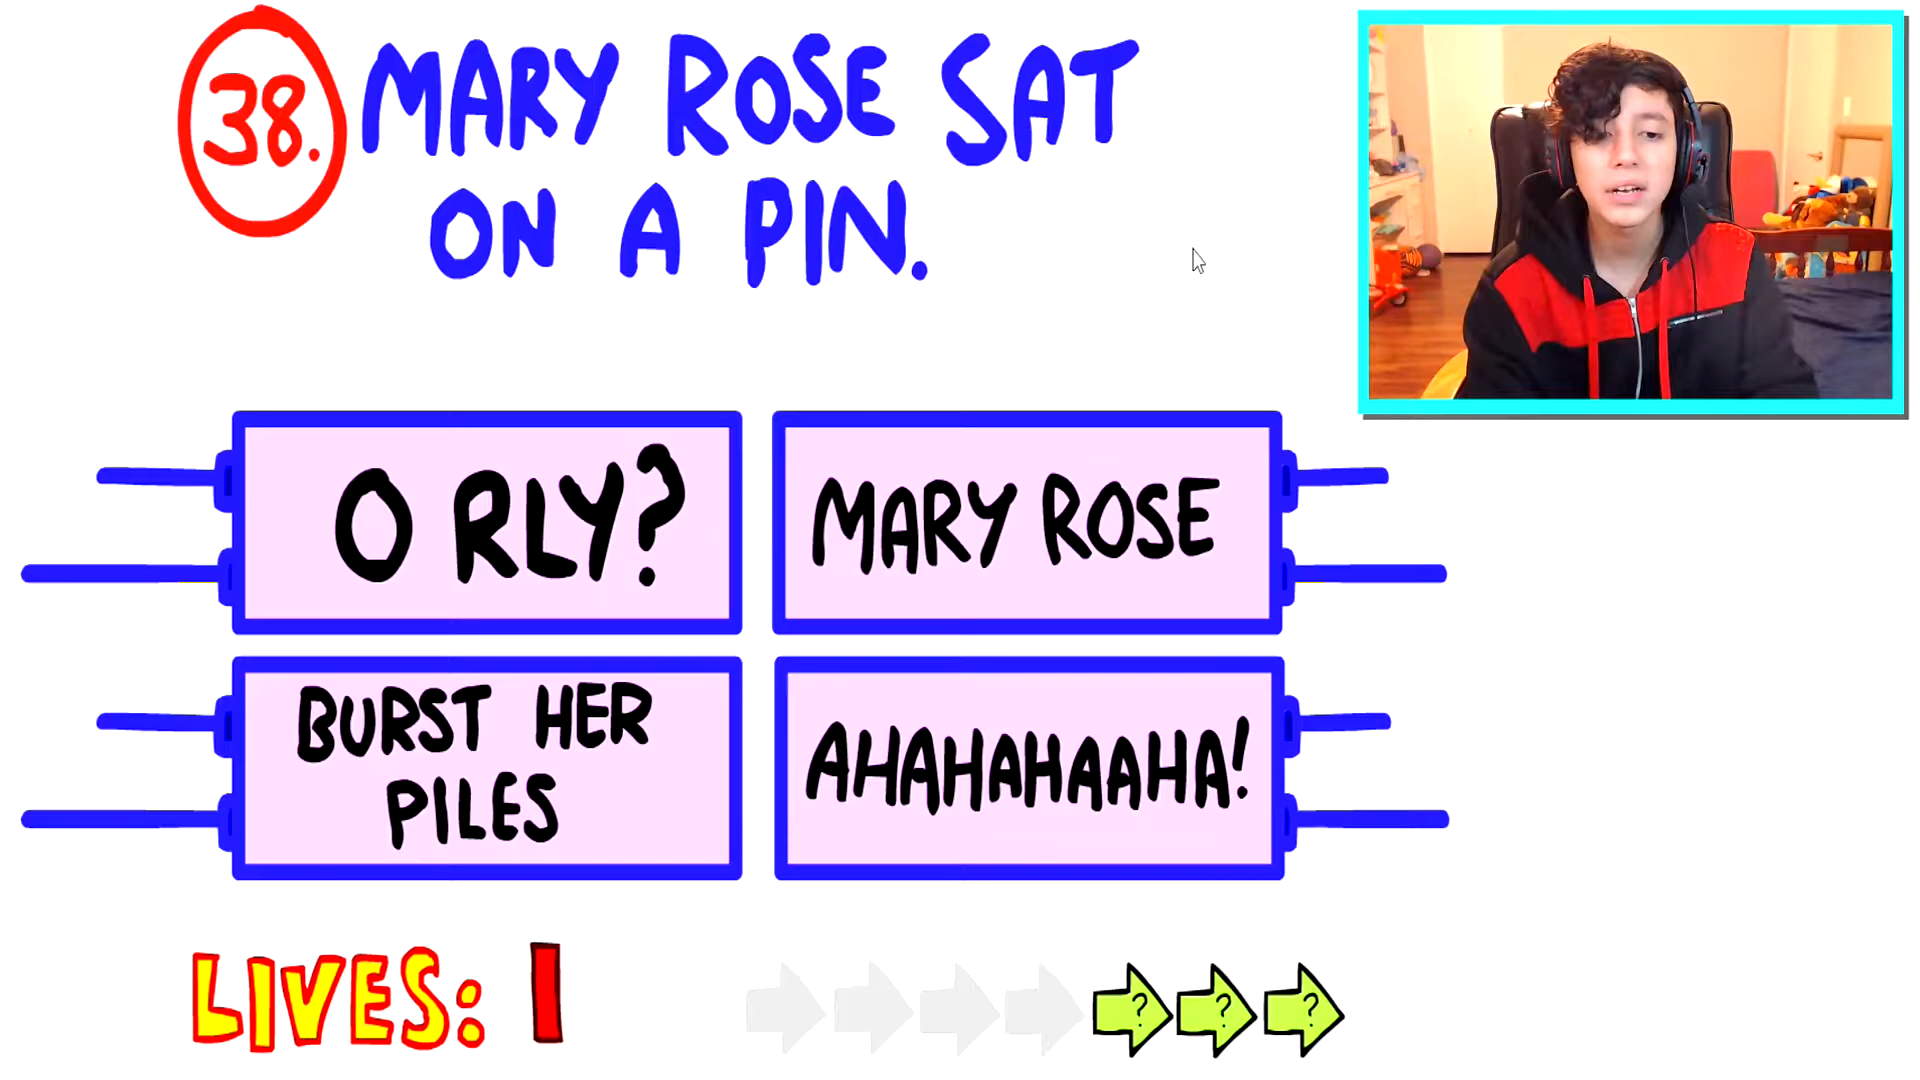 38. MARY ROSE SAT
ON A PIN.
O RLY?
MARY ROSE
BURST HER
PILES
AHAHAHAAHA!
LIVES: 1
? ? ?